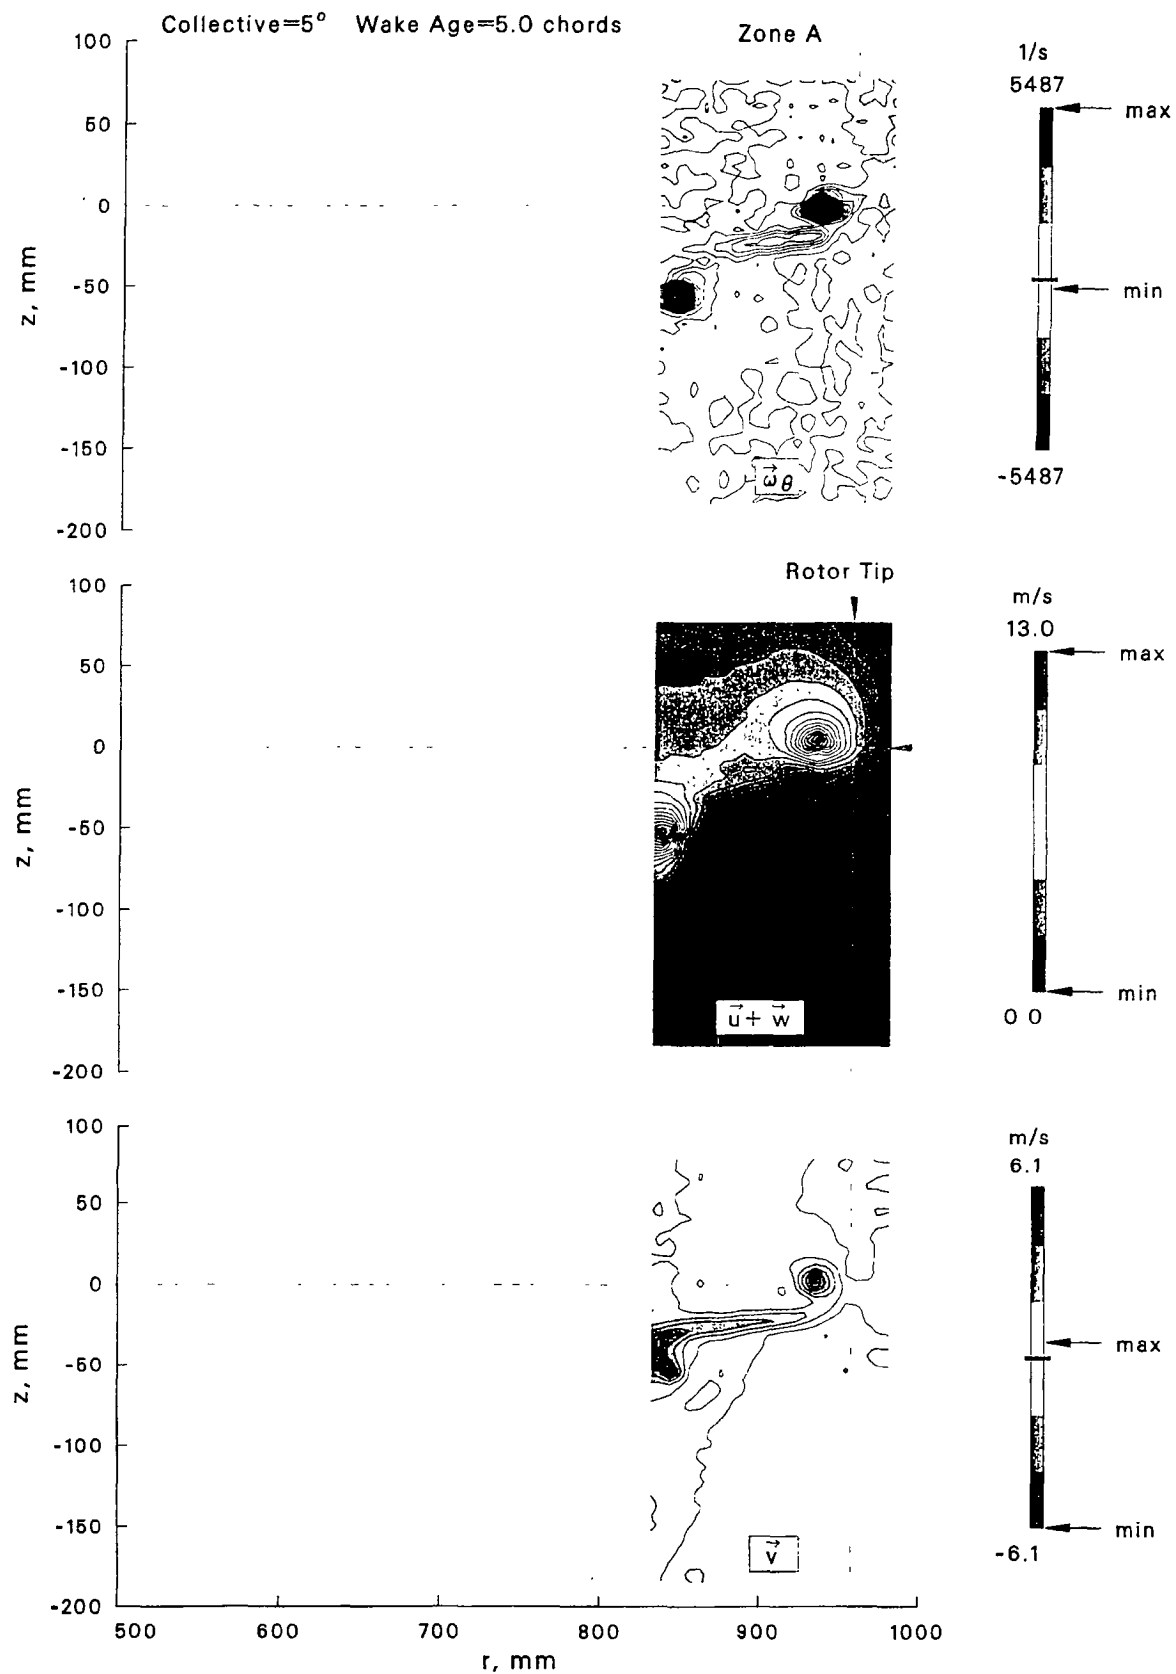 Collective=5° Wake Age=5.0 chords
Zone A
1/s
5487
max
min
-5487
100
50
0
-50
-100
-150
-200
z, mm
ω⃗θ
Rotor Tip
m/s
13.0
max
min
0 0
100
50
0
-50
-100
-150
-200
z, mm
u⃗ + w⃗
m/s
6.1
max
min
-6.1
100
50
0
-50
-100
-150
-200
z, mm
v⃗
500 600 700 800 900 1000
r, mm